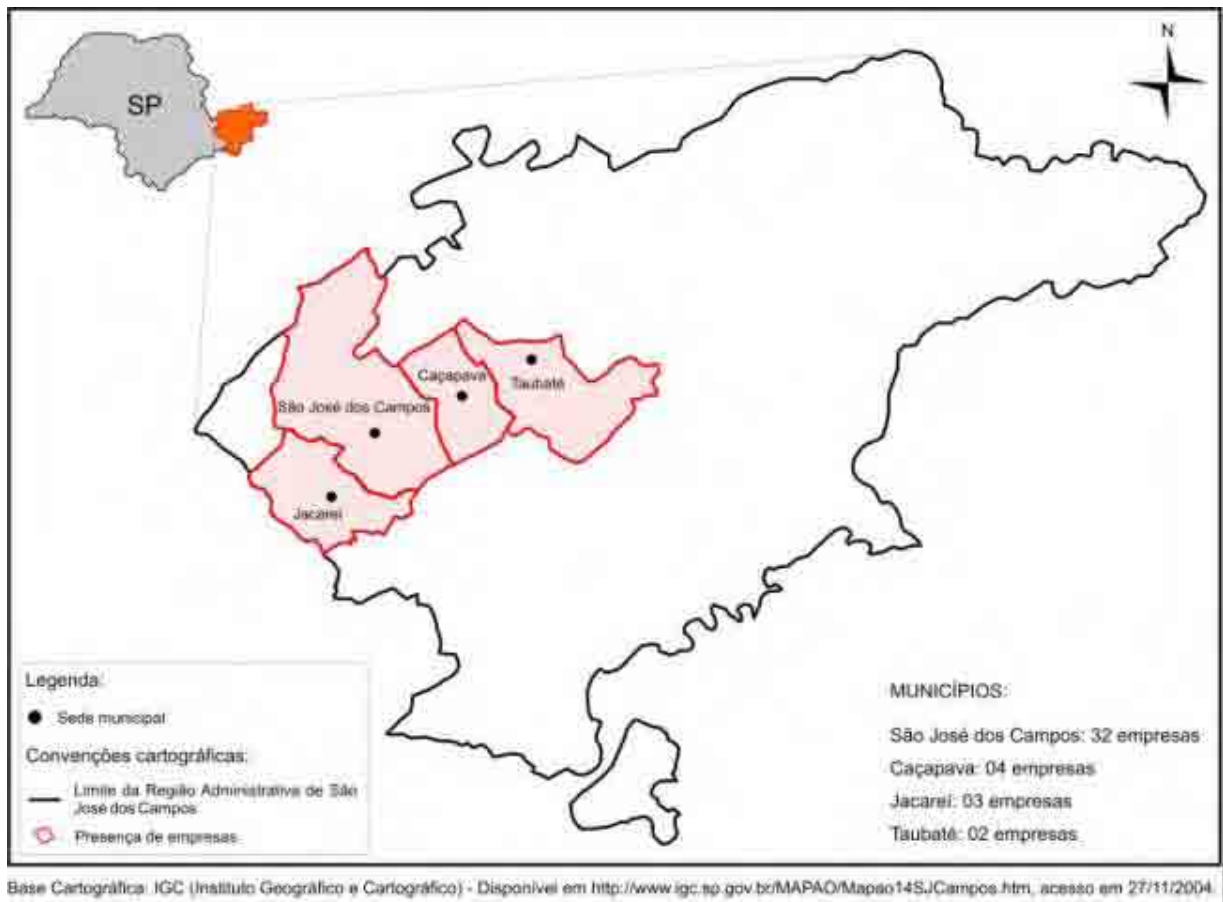 N
SP
Caçapava
Taubaté
São José dos Campos
Jacareí
Legenda:
Sede municipal
Convenções cartográficas:
Limite da Região Administrativa de São
José dos Campos
Presença de empresas
MUNICÍPIOS:
São José dos Campos: 32 empresas
Caçapava: 04 empresas
Jacareí: 03 empresas
Taubaté: 02 empresas
Base Cartográfica: IGC (Instituto Geográfico e Cartográfico) - Disponível em http://www.igc.sp.gov.br/MAPAO/Mapao14SJCampos.htm, acesso em 27/11/2004.